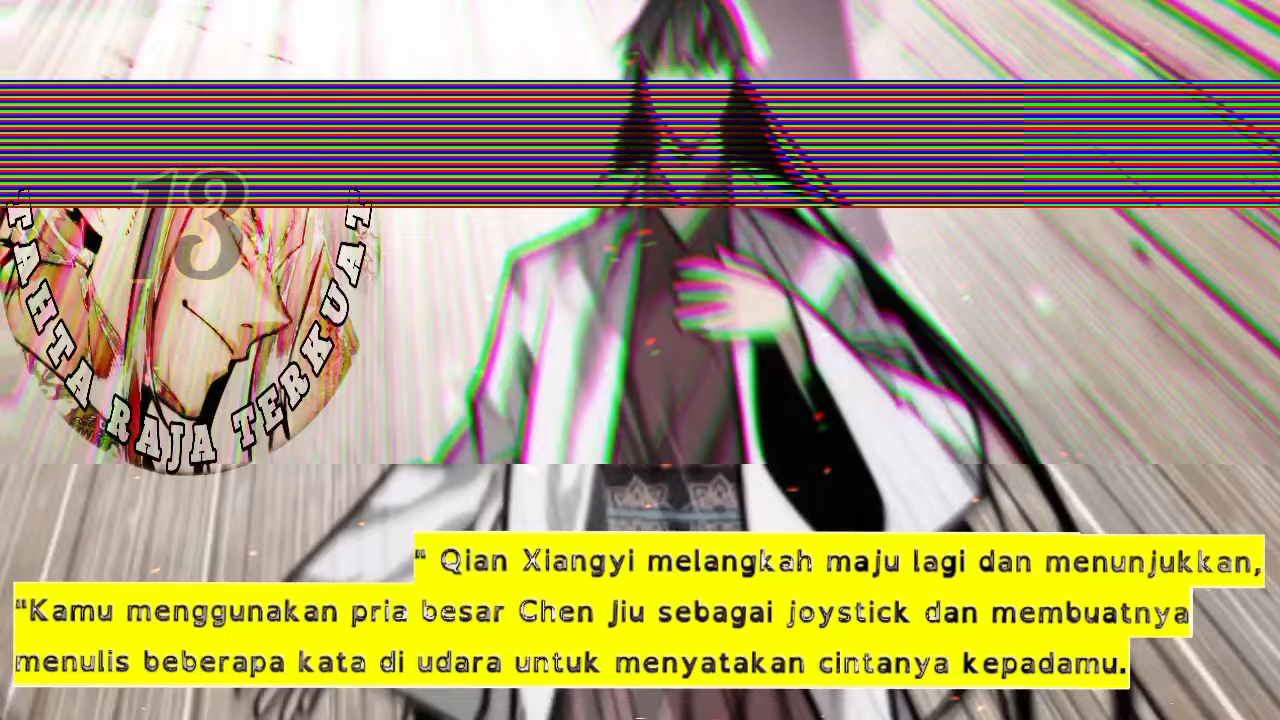 13
TAHTA RAJA TERKUAT
" Qian Xiangyi melangkah maju lagi dan menunjukkan,
"Kamu menggunakan pria besar Chen Jiu sebagai joystick dan membuatnya
menulis beberapa kata di udara untuk menyatakan cintanya kepadamu.